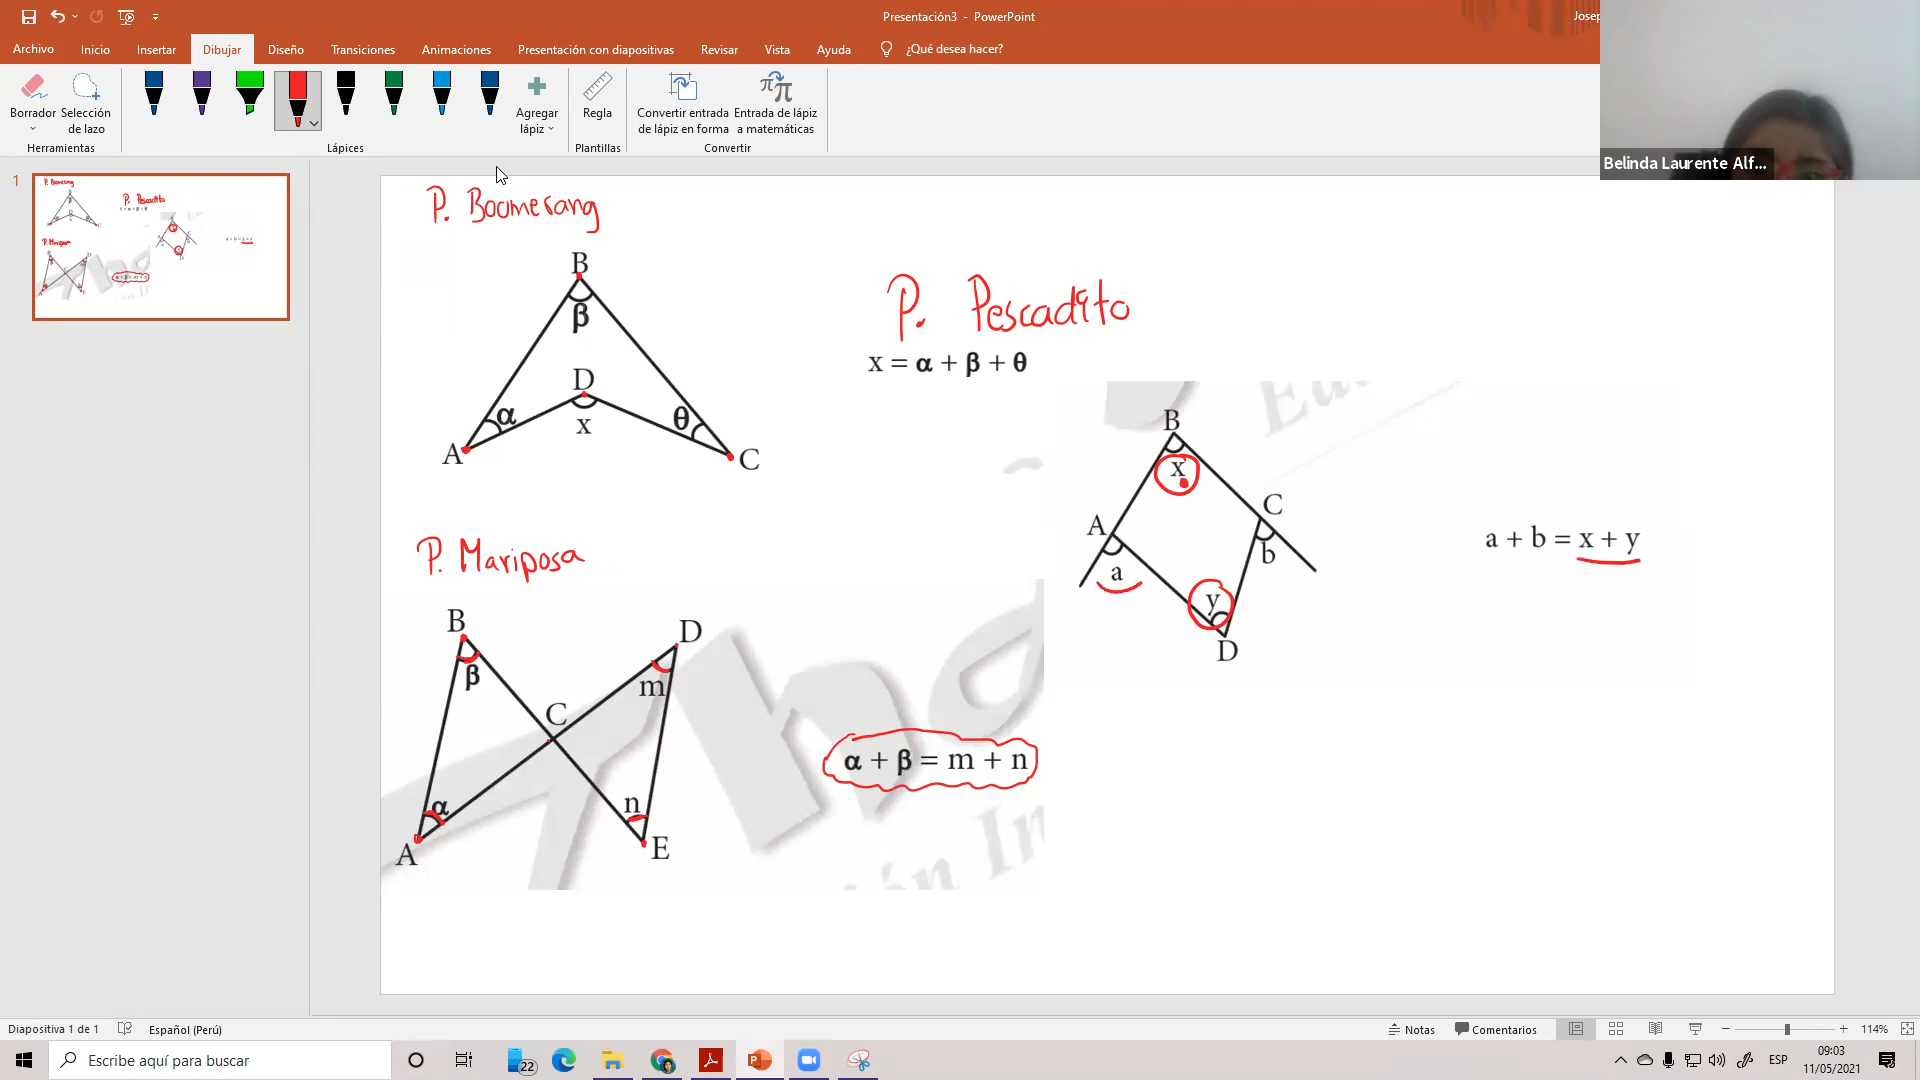 Presentación3 - PowerPoint
Josep
Archivo Inicio Insertar Dibujar Diseño Transiciones Animaciones Presentación con diapositivas Revisar Vista Ayuda ¿Qué desea hacer?
Borrador
Selección de lazo
Agregar lápiz
Regla
Convertir entrada de lápiz en forma
Entrada de lápiz a matemáticas
Herramientas Lápices Plantillas Convertir
Belinda Laurente Alf...
1
P. Boomerang
B
β
D
α
x
θ
A
C
P. Pescadito
x = α + β + θ
B
x
C
A
b
a
y
D
a + b = x + y
P. Mariposa
B
D
β
m
C
α
n
A
E
α + β = m + n
Diapositiva 1 de 1 Español (Perú) Notas Comentarios 114%
Escribe aquí para buscar
22
ESP
09:03
11/05/2021